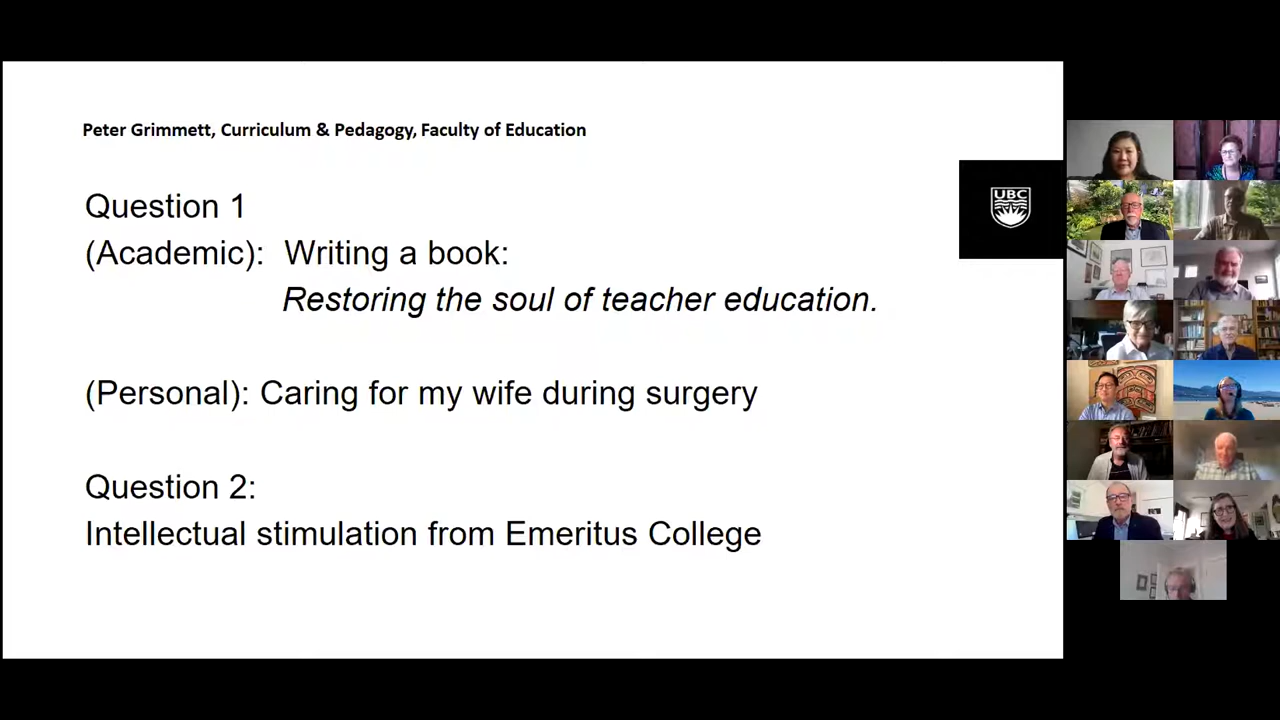 Peter Grimmett, Curriculum & Pedagogy, Faculty of Education
Question 1
(Academic): Writing a book:
Restoring the soul of teacher education.
(Personal): Caring for my wife during surgery
Question 2:
Intellectual stimulation from Emeritus College
UBC